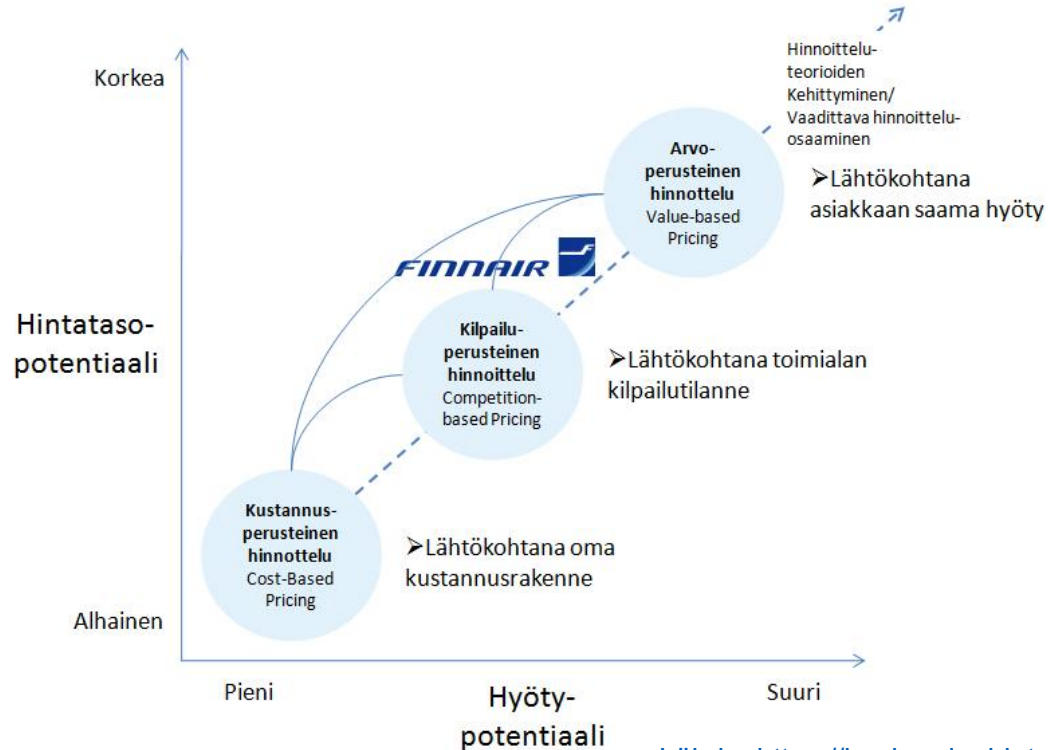 Korkea
Hinnoittelu-
teorioiden
Kehittyminen/
Vaadittava hinnoittelu-
osaaminen
Arvo-
perusteinen
hinnottelu
Value-based
Pricing
➢Lähtökohtana
asiakkaan saama hyöty
FINNAIR
Hintataso-
potentiaali
Kilpailu-
perusteinen
hinnoittelu
Competition-
based Pricing
➢Lähtökohtana toimialan
kilpailutilanne
Kustannus-
perusteinen
hinnottelu
Cost-Based
Pricing
➢Lähtökohtana oma
kustannusrakenne
Alhainen
Pieni
Hyöty-
potentiaali
Suuri